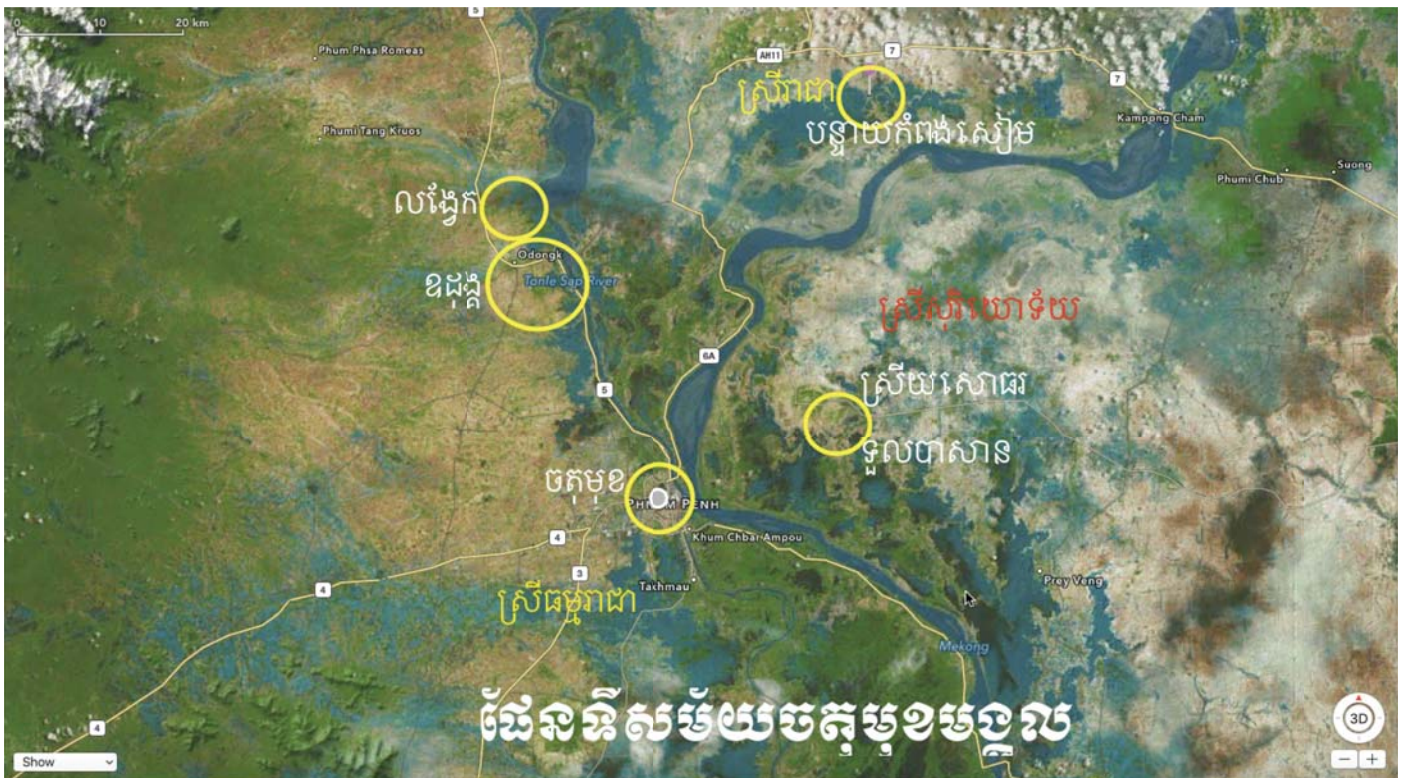 5
0 10 20 km
Phum Phsa Romeas
AH11
7
7
ស្រីរាជា
Kampong Cham
Phumi Tang Kruos
បន្ទាយកំពង់សៀម
Suong
Phumi Chub
លង្វែក
Odongk
Tonle Sap River
ឧដុង្គ
ស្រីសុរិយោទ័យ
6A
5
ស្រីយសោធរ
ទួលបាសាន
ចតុមុខ
PHNOM PENH
4
Khum Chbar Ampou
3
Takhmau
Prey Veng
4
ស្រីធម្មរាជា
Mekong
ផែនទីសម័យចតុមុខមង្គល
4
3D
Show